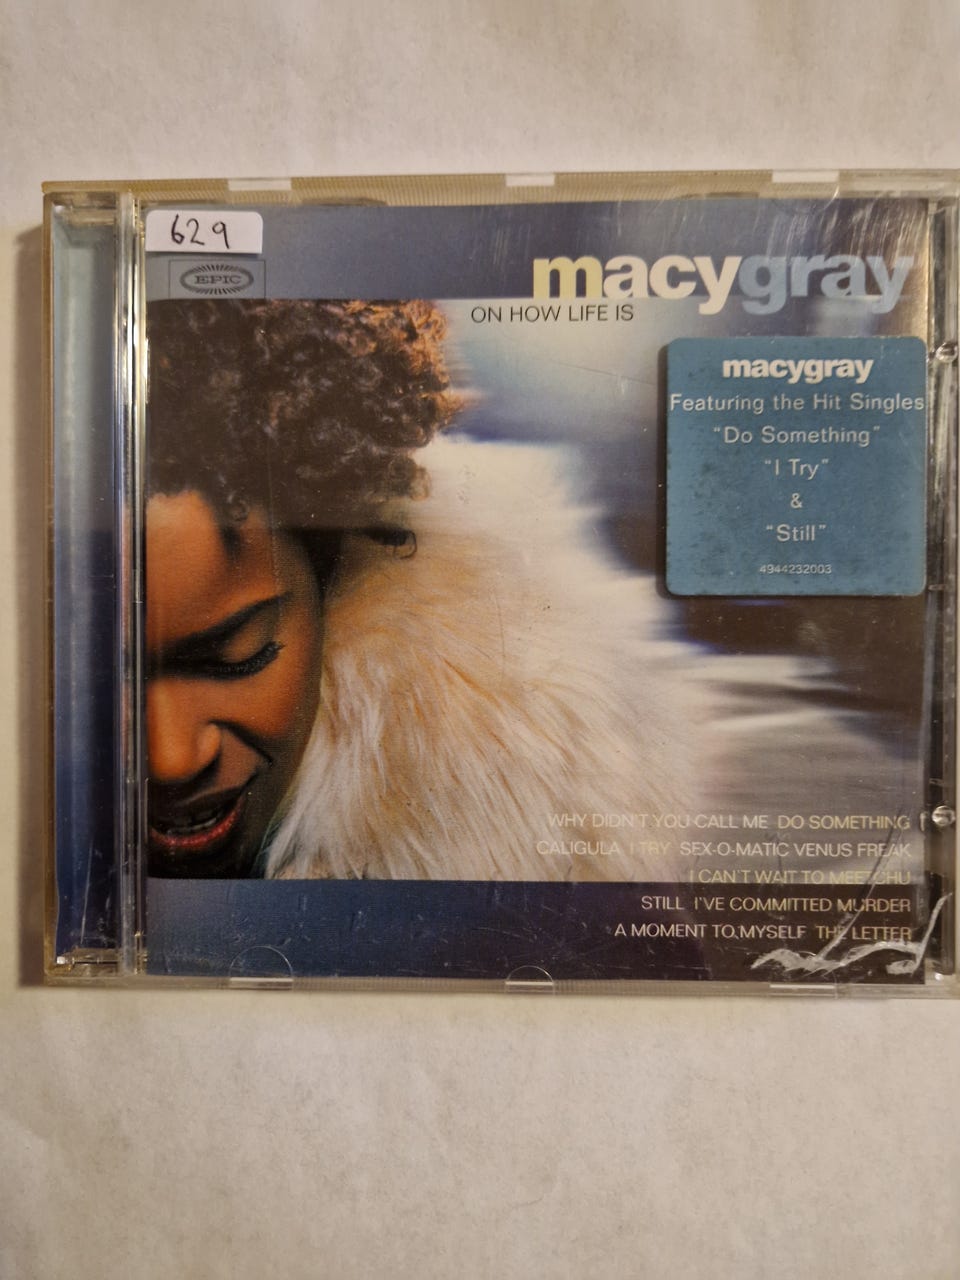 629
EPIC
macygray
ON HOW LIFE IS
macygray
Featuring the Hit Singles
"Do Something"
"I Try"
&
"Still"
4944232003
WHY DIDN'T YOU CALL ME DO SOMETHING
CALIGULA I TRY SEX-O-MATIC VENUS FREAK
I CAN'T WAIT TO MEETCHU
STILL I'VE COMMITTED MURDER
A MOMENT TO MYSELF THE LETTER